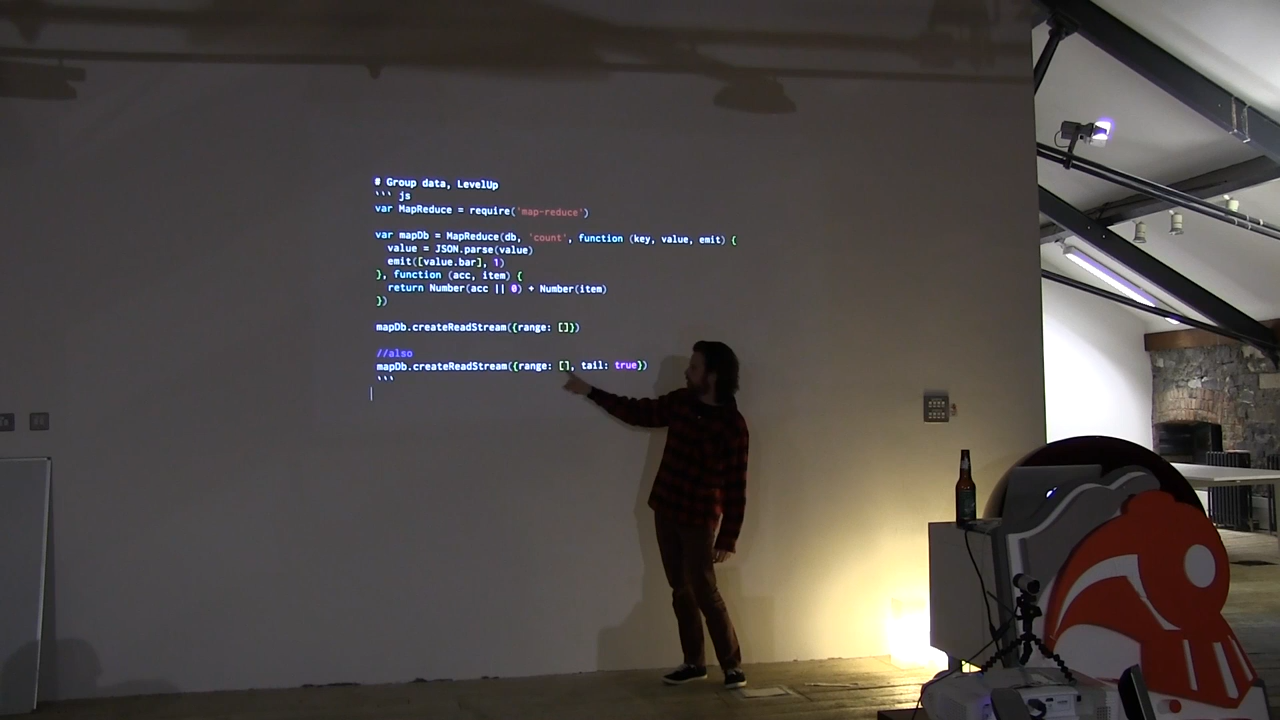 # Group data, LevelUp
``` js
var MapReduce = require('map-reduce')
var mapDb = MapReduce(db, 'count', function (key, value, emit) {
value = JSON.parse(value)
emit([value.bar], 1)
}, function (acc, item) {
return Number(acc || 0) + Number(item)
})
mapDb.createReadStream({range: []})
//also
mapDb.createReadStream({range: [], tail: true})
```